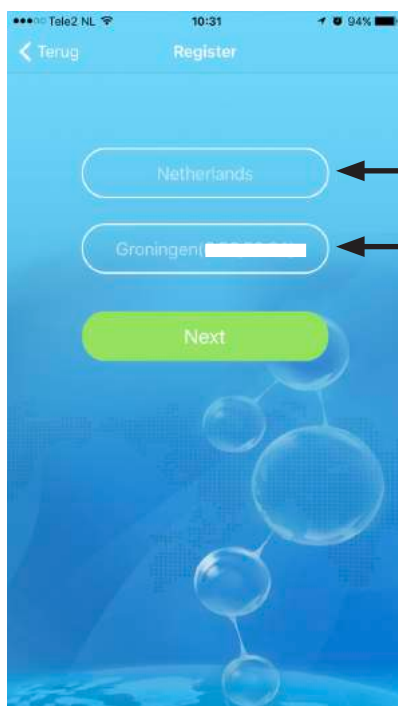 ●●●○○ Tele2 NL 10:31 94%
Terug Register
Netherlands
Groningen(
Next